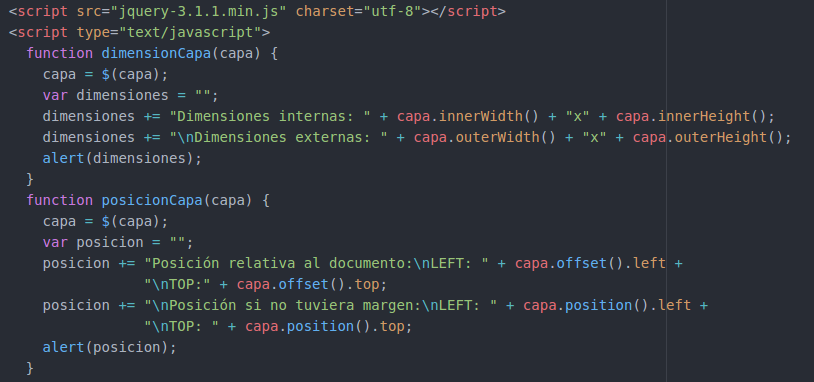 <script src="jquery-3.1.1.min.js" charset="utf-8"></script>
<script type="text/javascript">
  function dimensionCapa(capa) {
    capa = $(capa);
    var dimensiones = "";
    dimensiones += "Dimensiones internas: " + capa.innerWidth() + "x" + capa.innerHeight();
    dimensiones += "\nDimensiones externas: " + capa.outerWidth() + "x" + capa.outerHeight();
    alert(dimensiones);
  }
  function posicionCapa(capa) {
    capa = $(capa);
    var posicion = "";
    posicion += "Posición relativa al documento:\nLEFT: " + capa.offset().left +
                "\nTOP:" + capa.offset().top;
    posicion += "\nPosición si no tuviera margen:\nLEFT: " + capa.position().left +
                "\nTOP: " + capa.position().top;
    alert(posicion);
  }